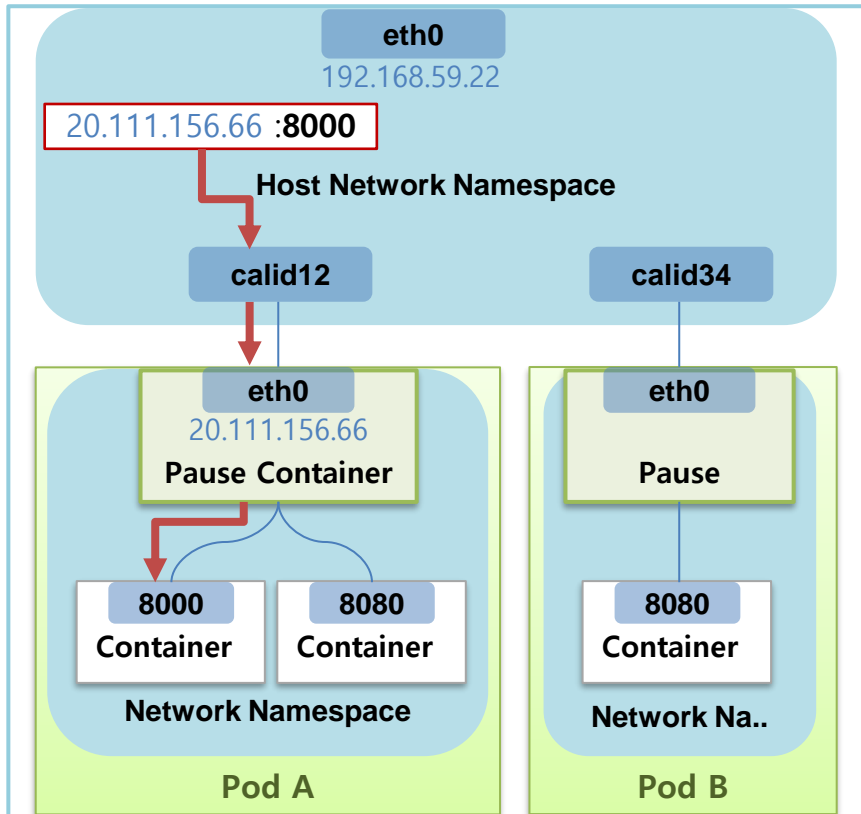 eth0
192.168.59.22
20.111.156.66 :8000
Host Network Namespace
calid12
calid34
eth0
20.111.156.66
Pause Container
eth0
Pause
8000
Container
8080
Container
8080
Container
Network Namespace
Network Na..
Pod A
Pod B